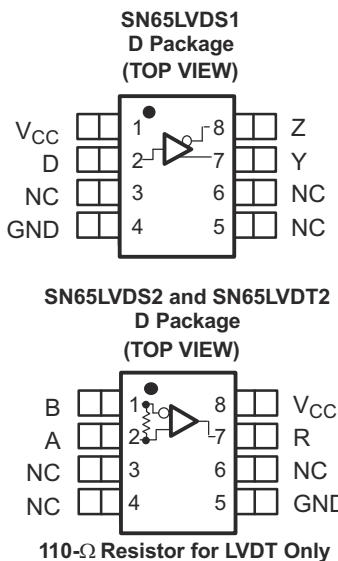 SN65LVDS1
D Package
(TOP VIEW)
V_CC 1 8 Z
D 2 7 Y
NC 3 6 NC
GND 4 5 NC
SN65LVDS2 and SN65LVDT2
D Package
(TOP VIEW)
B 1 8 V_CC
A 2 7 R
NC 3 6 NC
NC 4 5 GND
110-Ω Resistor for LVDT Only